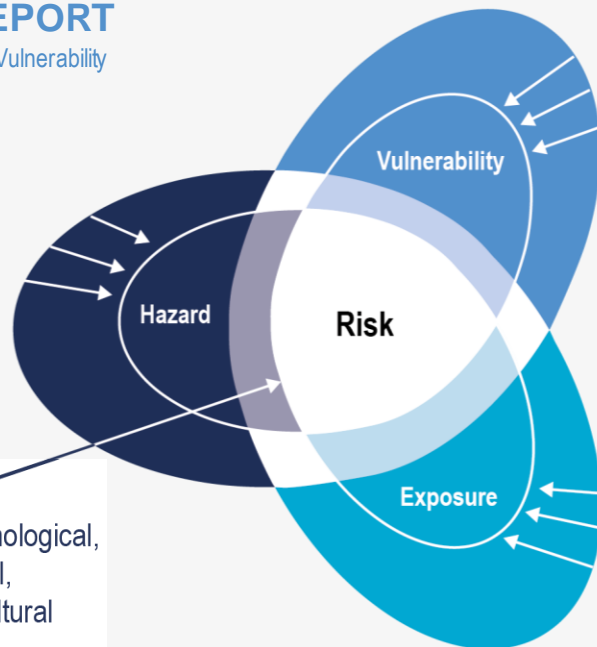 EPORT
Vulnerability
Vulnerability
Hazard
Risk
Exposure
nological,
l,
ltural